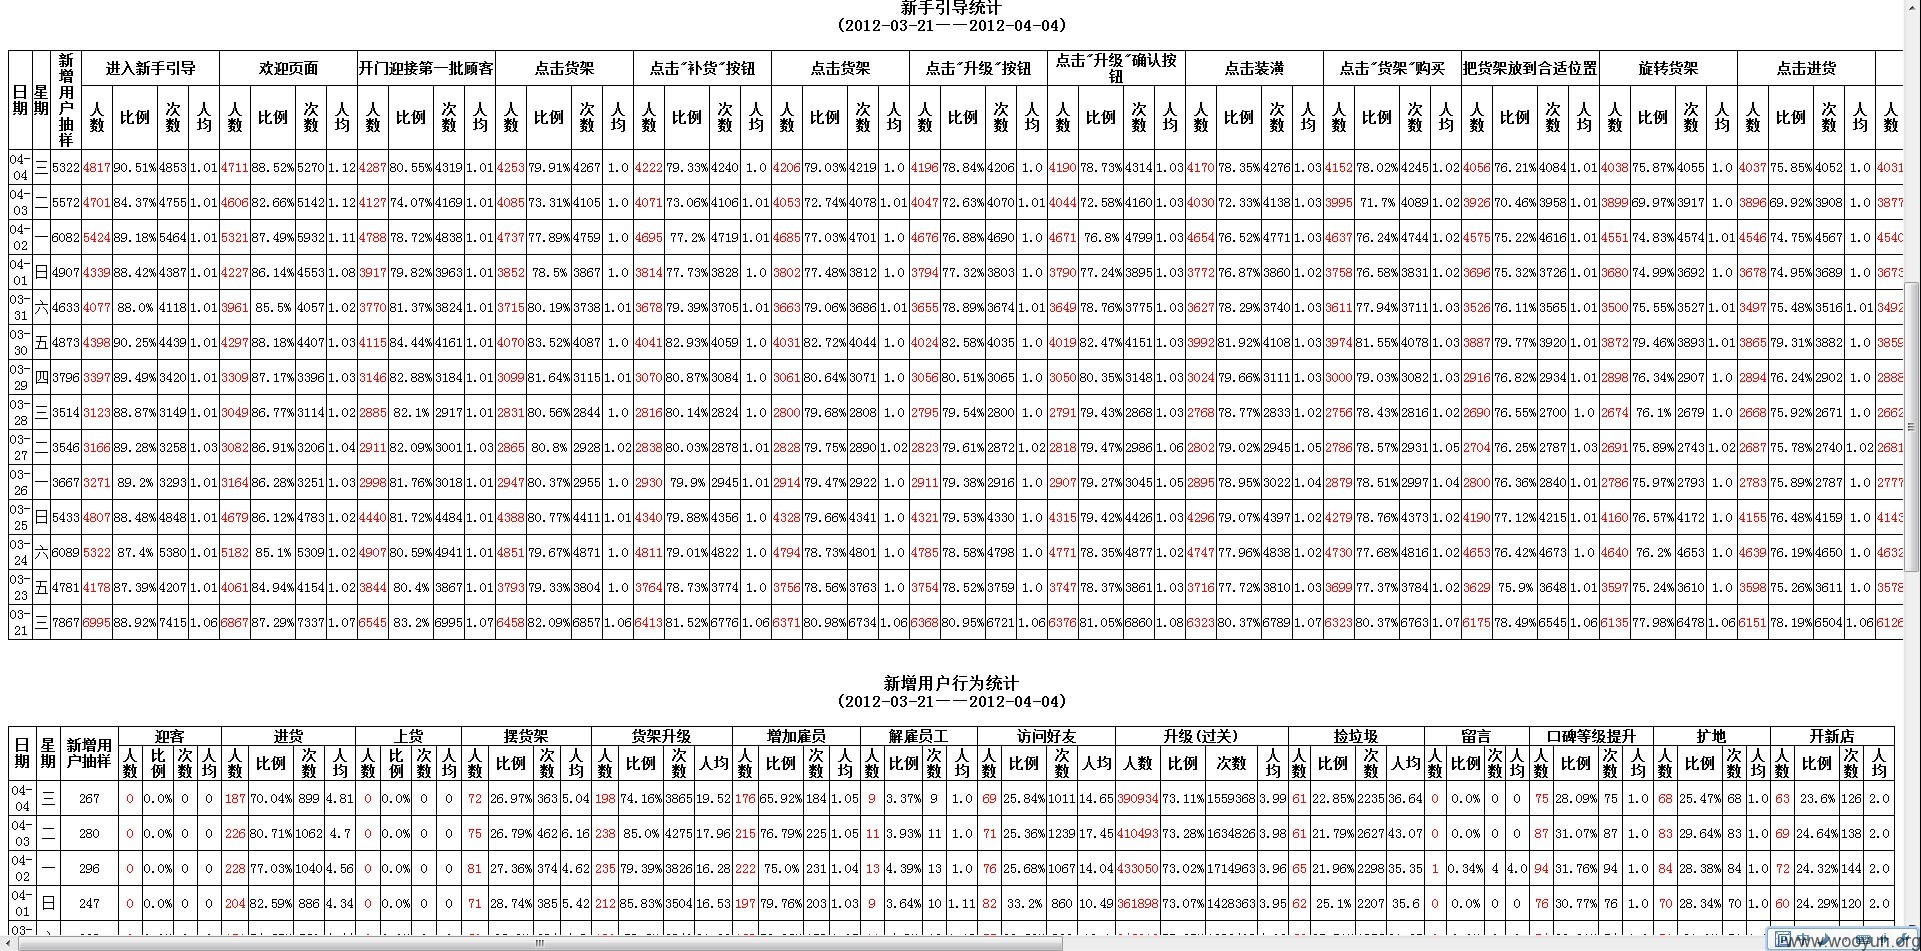 新手引导统计
(2012-03-21——2012-04-04)
日期 星期 新增用户抽样 进入新手引导 欢迎页面 开门迎接第一批顾客 点击货架 点击"补货"按钮 点击货架 点击"升级"按钮 点击"升级"确认按钮 点击装潢 点击"货架"购买 把货架放到合适位置 旋转货架 点击进货
人数 比例 次数 人均 人数 比例 次数 人均 人数 比例 次数 人均 人数 比例 次数 人均 人数 比例 次数 人均 人数 比例 次数 人均 人数 比例 次数 人均 人数 比例 次数 人均 人数 比例 次数 人均 人数 比例 次数 人均 人数 比例 次数 人均 人数 比例 次数 人均 人数 比例 次数 人均 人数
04-04 三 5322 4817 90.51% 4853 1.01 4711 88.52% 5270 1.12 4287 80.55% 4319 1.01 4253 79.91% 4267 1.0 4222 79.33% 4240 1.0 4206 79.03% 4219 1.0 4196 78.84% 4206 1.0 4190 78.73% 4314 1.03 4170 78.35% 4276 1.03 4152 78.02% 4245 1.02 4056 76.21% 4084 1.01 4038 75.87% 4055 1.0 4037 75.85% 4052 1.0 4031
04-03 二 5572 4701 84.37% 4755 1.01 4606 82.66% 5142 1.12 4127 74.07% 4169 1.01 4085 73.31% 4105 1.0 4071 73.06% 4106 1.01 4053 72.74% 4078 1.01 4047 72.63% 4070 1.01 4044 72.58% 4160 1.03 4030 72.33% 4138 1.03 3995 71.7% 4089 1.02 3926 70.46% 3958 1.01 3899 69.97% 3917 1.0 3896 69.92% 3908 1.0 3877
04-02 一 6082 5424 89.18% 5464 1.01 5321 87.49% 5932 1.11 4788 78.72% 4838 1.01 4737 77.89% 4759 1.0 4695 77.2% 4719 1.01 4685 77.03% 4701 1.0 4676 76.88% 4690 1.0 4671 76.8% 4799 1.03 4654 76.52% 4771 1.03 4637 76.24% 4744 1.02 4575 75.22% 4616 1.01 4551 74.83% 4574 1.01 4546 74.75% 4567 1.0 4540
04-01 日 4907 4339 88.42% 4387 1.01 4227 86.14% 4553 1.08 3917 79.82% 3963 1.01 3852 78.5% 3867 1.0 3814 77.73% 3828 1.0 3802 77.48% 3812 1.0 3794 77.32% 3803 1.0 3790 77.24% 3895 1.03 3772 76.87% 3860 1.02 3758 76.58% 3831 1.02 3696 75.32% 3726 1.01 3680 74.99% 3692 1.0 3678 74.95% 3689 1.0 3673
03-31 六 4633 4077 88.0% 4118 1.01 3961 85.5% 4057 1.02 3770 81.37% 3824 1.01 3715 80.19% 3738 1.01 3678 79.39% 3705 1.01 3663 79.06% 3686 1.01 3655 78.89% 3674 1.01 3649 78.76% 3775 1.03 3627 78.29% 3740 1.03 3611 77.94% 3711 1.03 3526 76.11% 3565 1.01 3500 75.55% 3527 1.01 3497 75.48% 3516 1.01 3492
03-30 五 4873 4398 90.25% 4439 1.01 4297 88.18% 4407 1.03 4115 84.44% 4161 1.01 4070 83.52% 4087 1.0 4041 82.93% 4059 1.0 4031 82.72% 4044 1.0 4024 82.58% 4035 1.0 4019 82.47% 4151 1.03 3992 81.92% 4108 1.03 3974 81.55% 4078 1.03 3887 79.77% 3920 1.01 3872 79.46% 3893 1.01 3865 79.31% 3882 1.0 3859
03-29 四 3796 3397 89.49% 3420 1.01 3309 87.17% 3396 1.03 3146 82.88% 3184 1.01 3099 81.64% 3115 1.01 3070 80.87% 3084 1.0 3061 80.64% 3071 1.0 3056 80.51% 3065 1.0 3050 80.35% 3148 1.03 3024 79.66% 3111 1.03 3000 79.03% 3082 1.03 2916 76.82% 2934 1.01 2898 76.34% 2907 1.0 2894 76.24% 2902 1.0 2888
03-28 三 3514 3123 88.87% 3149 1.01 3049 86.77% 3114 1.02 2885 82.1% 2917 1.01 2831 80.56% 2844 1.0 2816 80.14% 2824 1.0 2800 79.68% 2808 1.0 2795 79.54% 2800 1.0 2791 79.43% 2868 1.03 2768 78.77% 2833 1.02 2756 78.43% 2816 1.02 2690 76.55% 2700 1.0 2674 76.1% 2679 1.0 2668 75.92% 2671 1.0 2662
03-27 二 3546 3166 89.28% 3258 1.03 3082 86.91% 3206 1.04 2911 82.09% 3001 1.03 2865 80.8% 2928 1.02 2838 80.03% 2878 1.01 2828 79.75% 2890 1.02 2823 79.61% 2872 1.02 2818 79.47% 2986 1.06 2802 79.02% 2945 1.05 2786 78.57% 2931 1.05 2704 76.25% 2787 1.03 2691 75.89% 2743 1.02 2687 75.78% 2740 1.02 2681
03-26 一 3667 3271 89.2% 3293 1.01 3164 86.28% 3251 1.03 2998 81.76% 3018 1.01 2947 80.37% 2955 1.0 2930 79.9% 2945 1.01 2914 79.47% 2922 1.0 2911 79.38% 2916 1.0 2907 79.27% 3045 1.05 2895 78.95% 3022 1.04 2879 78.51% 2997 1.04 2800 76.36% 2840 1.01 2786 75.97% 2793 1.0 2783 75.89% 2787 1.0 2777
03-25 日 5433 4807 88.48% 4848 1.01 4679 86.12% 4783 1.02 4440 81.72% 4484 1.01 4388 80.77% 4411 1.01 4340 79.88% 4356 1.0 4328 79.66% 4341 1.0 4321 79.53% 4330 1.0 4315 79.42% 4426 1.03 4296 79.07% 4397 1.02 4279 78.76% 4373 1.02 4190 77.12% 4215 1.01 4160 76.57% 4172 1.0 4155 76.48% 4159 1.0 4143
03-24 六 6089 5322 87.4% 5380 1.01 5182 85.1% 5309 1.02 4907 80.59% 4941 1.01 4851 79.67% 4871 1.0 4811 79.01% 4822 1.0 4794 78.73% 4801 1.0 4785 78.58% 4798 1.0 4771 78.35% 4877 1.02 4747 77.96% 4838 1.02 4730 77.68% 4816 1.02 4653 76.42% 4673 1.0 4640 76.2% 4653 1.0 4639 76.19% 4650 1.0 4632
03-23 五 4781 4178 87.39% 4207 1.01 4061 84.94% 4154 1.02 3844 80.4% 3867 1.01 3793 79.33% 3804 1.0 3764 78.73% 3774 1.0 3756 78.56% 3763 1.0 3754 78.52% 3759 1.0 3747 78.37% 3861 1.03 3716 77.72% 3810 1.03 3699 77.37% 3784 1.02 3629 75.9% 3648 1.01 3597 75.24% 3610 1.0 3598 75.26% 3611 1.0 3578
03-21 三 7867 6995 88.92% 7415 1.06 6867 87.29% 7337 1.07 6545 83.2% 6995 1.07 6458 82.09% 6857 1.06 6413 81.52% 6776 1.06 6371 80.98% 6734 1.06 6368 80.95% 6721 1.06 6376 81.05% 6860 1.08 6323 80.37% 6789 1.07 6323 80.37% 6763 1.07 6175 78.49% 6545 1.06 6135 77.98% 6478 1.06 6151 78.19% 6504 1.06 6126
新增用户行为统计
(2012-03-21——2012-04-04)
日期 星期 新增用户抽样 迎客 进货 上货 摆货架 货架升级 增加雇员 解雇员工 访问好友 升级(过关) 捡垃圾 留言 口碑等级提升 扩地 开新店
人数 比例 次数 人均 人数 比例 次数 人均 人数 比例 次数 人均 人数 比例 次数 人均 人数 比例 次数 人均 人数 比例 次数 人均 人数 比例 次数 人均 人数 比例 次数 人均 人数 比例 次数 人均 人数 比例 次数 人均 人数 比例 次数 人均 人数 比例 次数 人均 人数 比例 次数 人均 人数 比例 次数 人均
04-04 三 267 0 0.0% 0 0 187 70.04% 899 4.81 0 0.0% 0 0 72 26.97% 363 5.04 198 74.16% 3865 19.52 176 65.92% 184 1.05 9 3.37% 9 1.0 69 25.84% 1011 14.65 390934 73.11% 1559368 3.99 61 22.85% 2235 36.64 0 0.0% 0 0 75 28.09% 75 1.0 68 25.47% 68 1.0 63 23.6% 126 2.0
04-03 二 280 0 0.0% 0 0 226 80.71% 1062 4.7 0 0.0% 0 0 75 26.79% 462 6.16 238 85.0% 4275 17.96 215 76.79% 225 1.05 11 3.93% 11 1.0 71 25.36% 1239 17.45 410493 73.28% 1634826 3.98 61 21.79% 2627 43.07 0 0.0% 0 0 87 31.07% 87 1.0 83 29.64% 83 1.0 69 24.64% 138 2.0
04-02 一 296 0 0.0% 0 0 228 77.03% 1040 4.56 0 0.0% 0 0 81 27.36% 374 4.62 235 79.39% 3826 16.28 222 75.0% 231 1.04 13 4.39% 13 1.0 76 25.68% 1067 14.04 433050 73.02% 1714963 3.96 65 21.96% 2298 35.35 1 0.34% 4 4.0 94 31.76% 94 1.0 84 28.38% 84 1.0 72 24.32% 144 2.0
04-01 日 247 0 0.0% 0 0 204 82.59% 886 4.34 0 0.0% 0 0 71 28.74% 385 5.42 212 85.83% 3504 16.53 197 79.76% 203 1.03 9 3.64% 10 1.11 82 33.2% 860 10.49 361898 73.07% 1428363 3.95 62 25.1% 2207 35.6 0 0.0% 0 0 76 30.77% 76 1.0 70 28.34% 70 1.0 60 24.29% 120 2.0
03-
www.wooyun.org